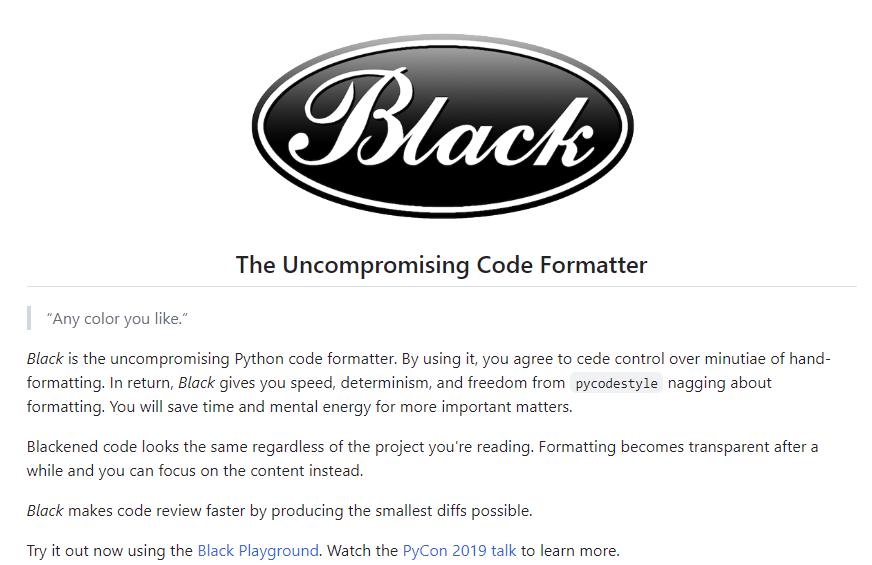 Black
The Uncompromising Code Formatter
“Any color you like.”
Black is the uncompromising Python code formatter. By using it, you agree to cede control over minutiae of hand-
formatting. In return, Black gives you speed, determinism, and freedom from pycodestyle nagging about
formatting. You will save time and mental energy for more important matters.
Blackened code looks the same regardless of the project you're reading. Formatting becomes transparent after a
while and you can focus on the content instead.
Black makes code review faster by producing the smallest diffs possible.
Try it out now using the Black Playground. Watch the PyCon 2019 talk to learn more.